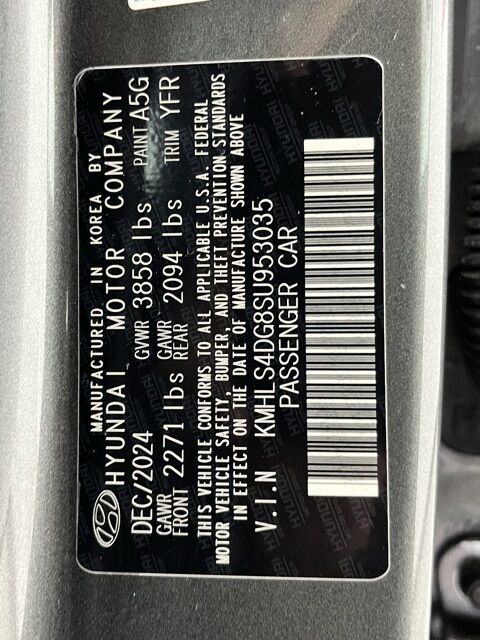 MANUFACTURED IN KOREA BY
HYUNDAI MOTOR COMPANY
DEC/2024 GVWR 3858 lbs PAINT A5G
GAWR FRONT 2271 lbs GAWR REAR 2094 lbs TRIM YFR
THIS VEHICLE CONFORMS TO ALL APPLICABLE U.S.A. FEDERAL
MOTOR VEHICLE SAFETY, BUMPER, AND THEFT PREVENTION STANDARDS
IN EFFECT ON THE DATE OF MANUFACTURE SHOWN ABOVE
V.I.N KMHLS4DG8SU953035
PASSENGER CAR